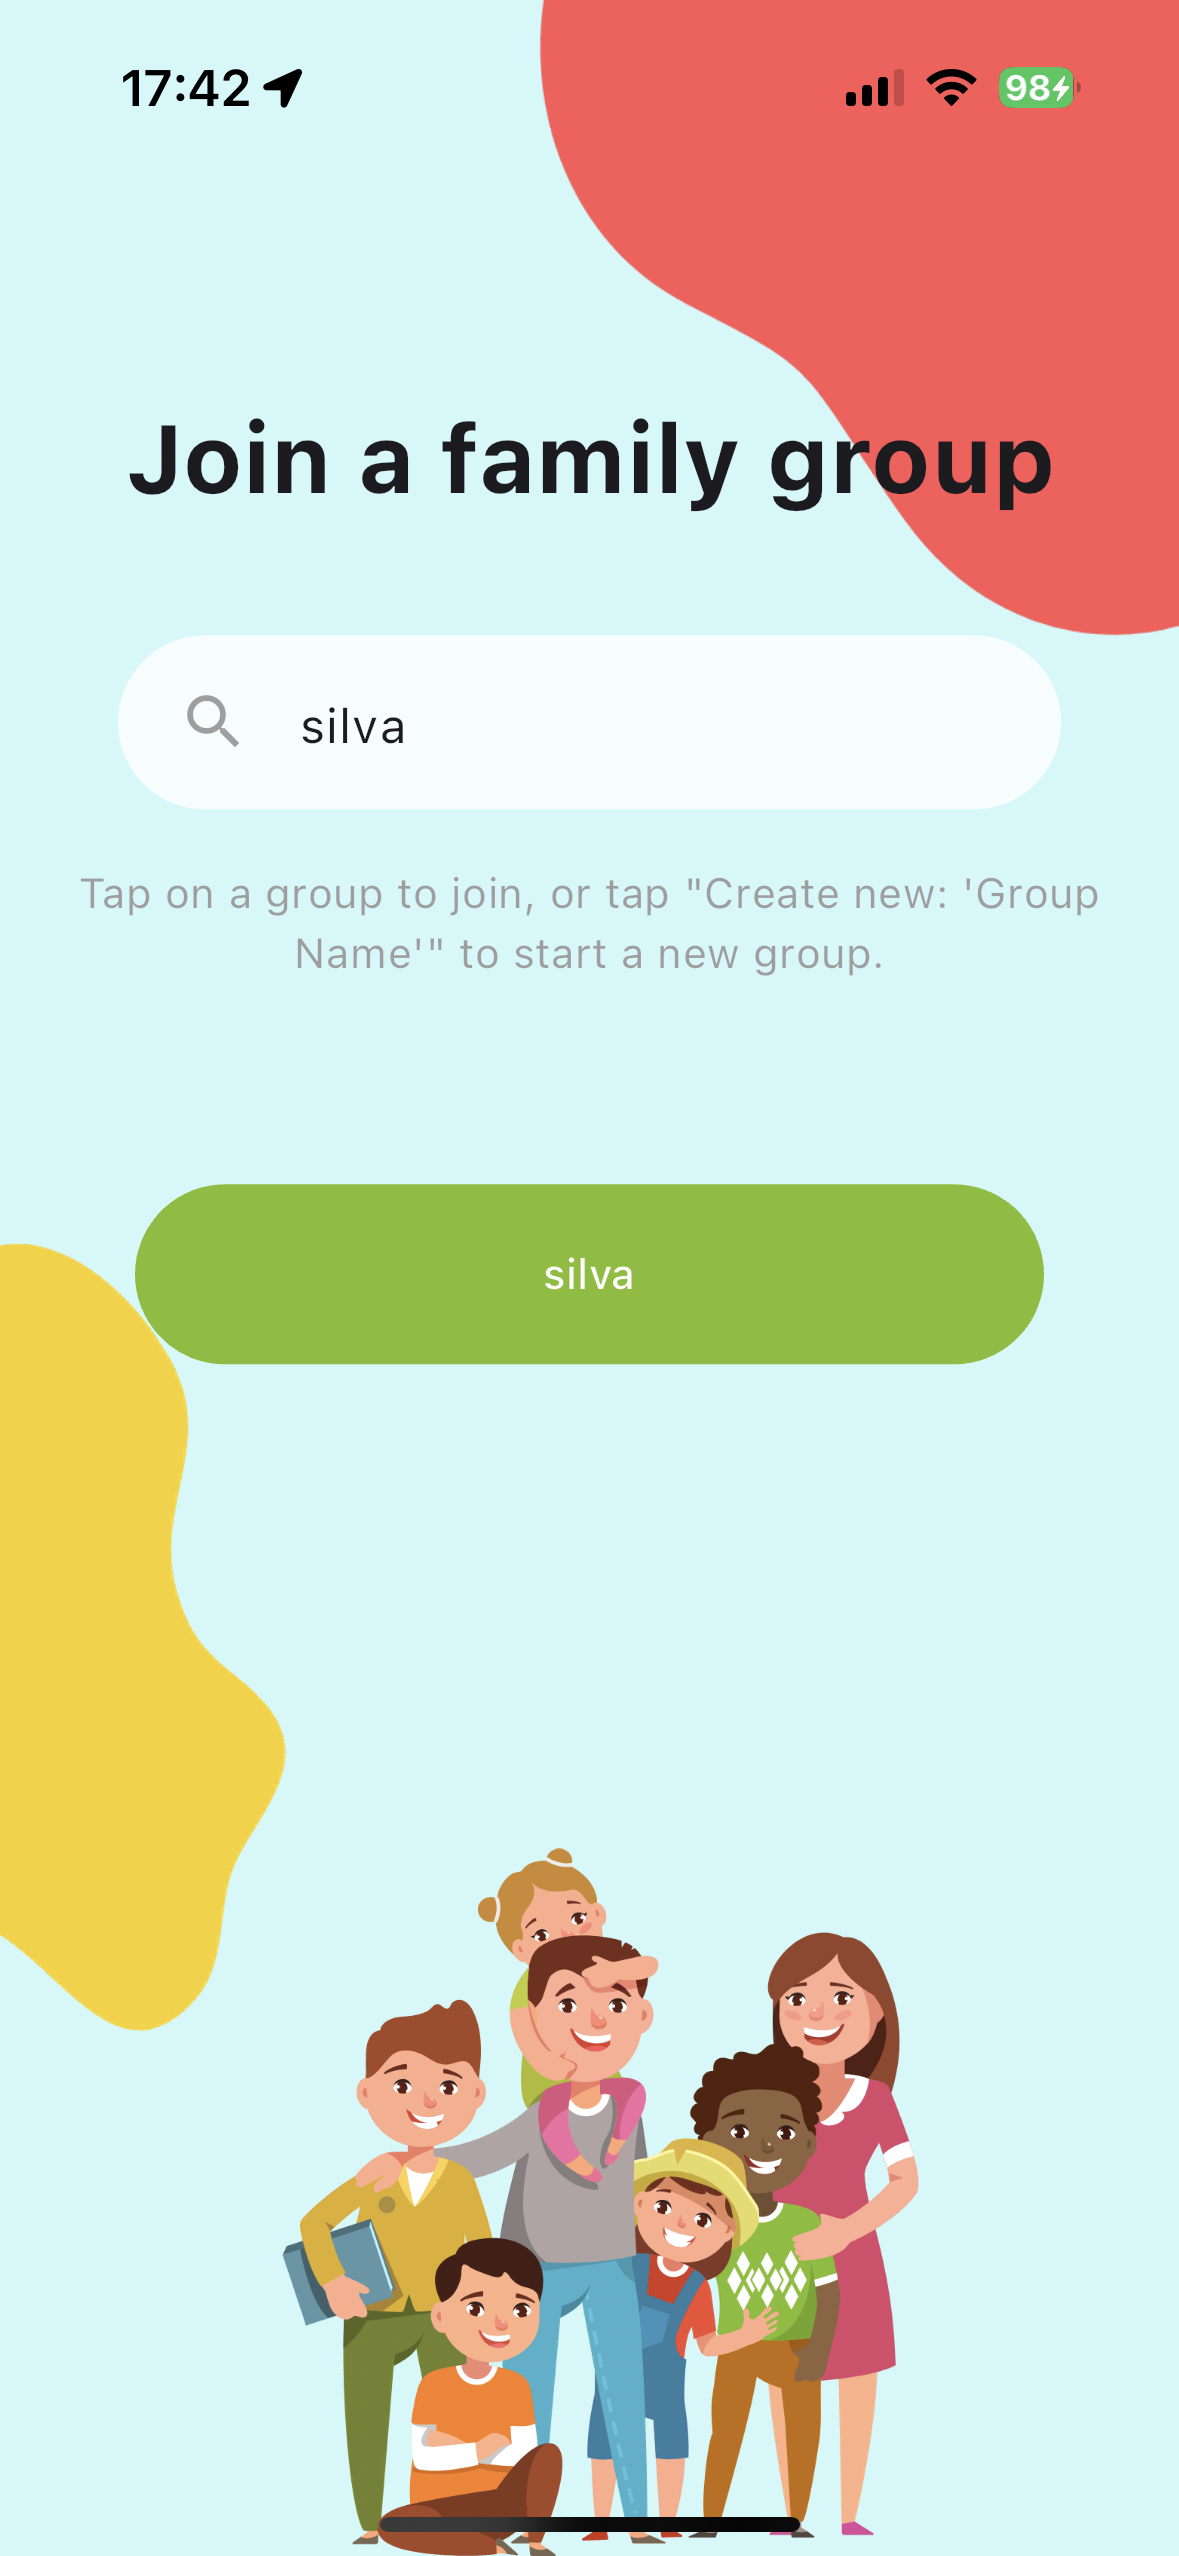 17:42
98
Join a family group
silva
Tap on a group to join, or tap "Create new: 'Group
Name'" to start a new group.
silva